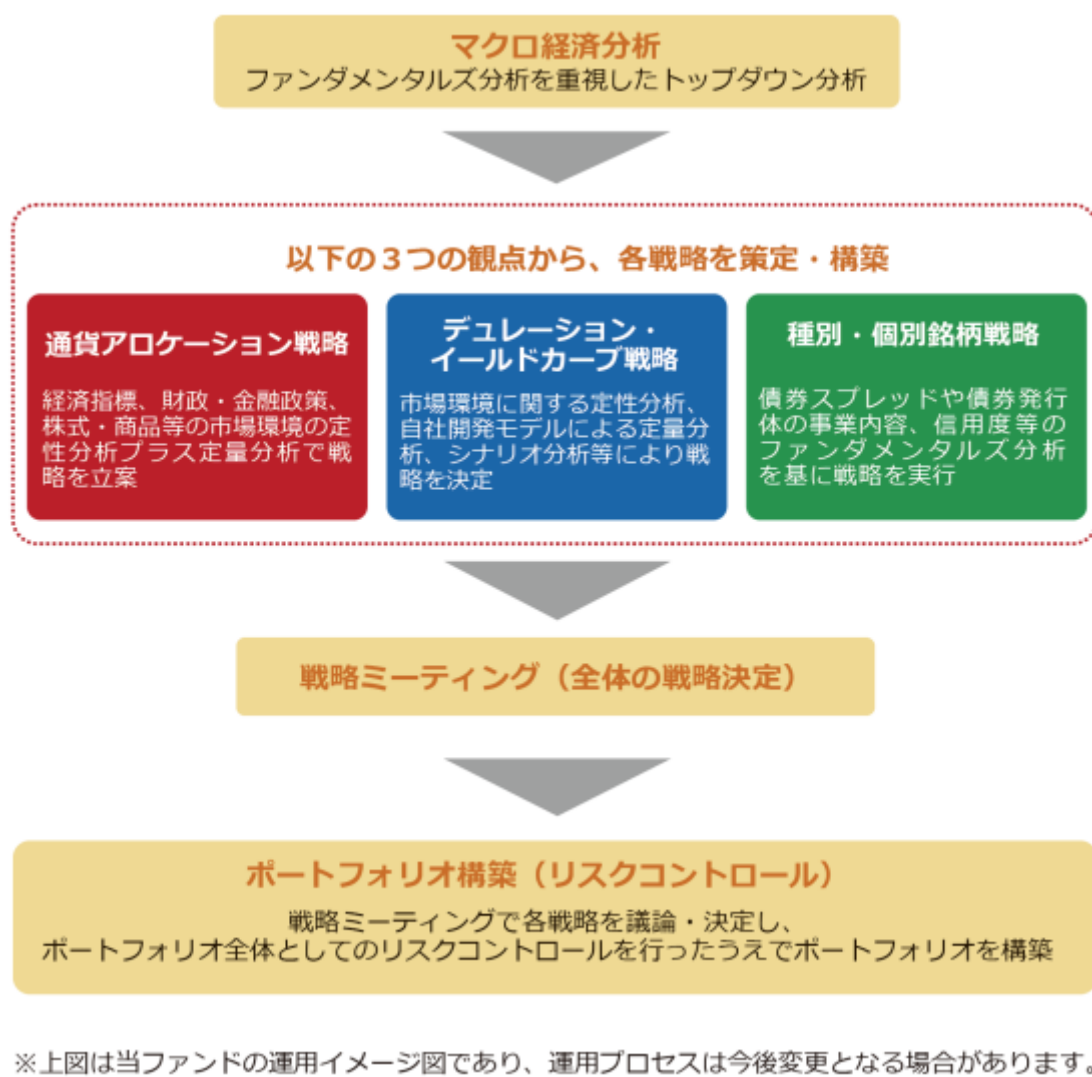 マクロ経済分析
ファンダメンタルズ分析を重視したトップダウン分析
以下の3つの観点から、各戦略を策定・構築
通貨アロケーション戦略
経済指標、財政・金融政策、
株式・商品等の市場環境の定
性分析プラス定量分析で戦
略を立案
デュレーション・
イールドカーブ戦略
市場環境に関する定性分析、
自社開発モデルによる定量分
析、シナリオ分析等により戦
略を決定
種別・個別銘柄戦略
債券スプレッドや債券発行
体の事業内容、信用度等の
ファンダメンタルズ分析
を基に戦略を実行
戦略ミーティング（全体の戦略決定）
ポートフォリオ構築（リスクコントロール）
戦略ミーティングで各戦略を議論・決定し、
ポートフォリオ全体としてのリスクコントロールを行ったうえでポートフォリオを構築
※上図は当ファンドの運用イメージ図であり、運用プロセスは今後変更となる場合があります。